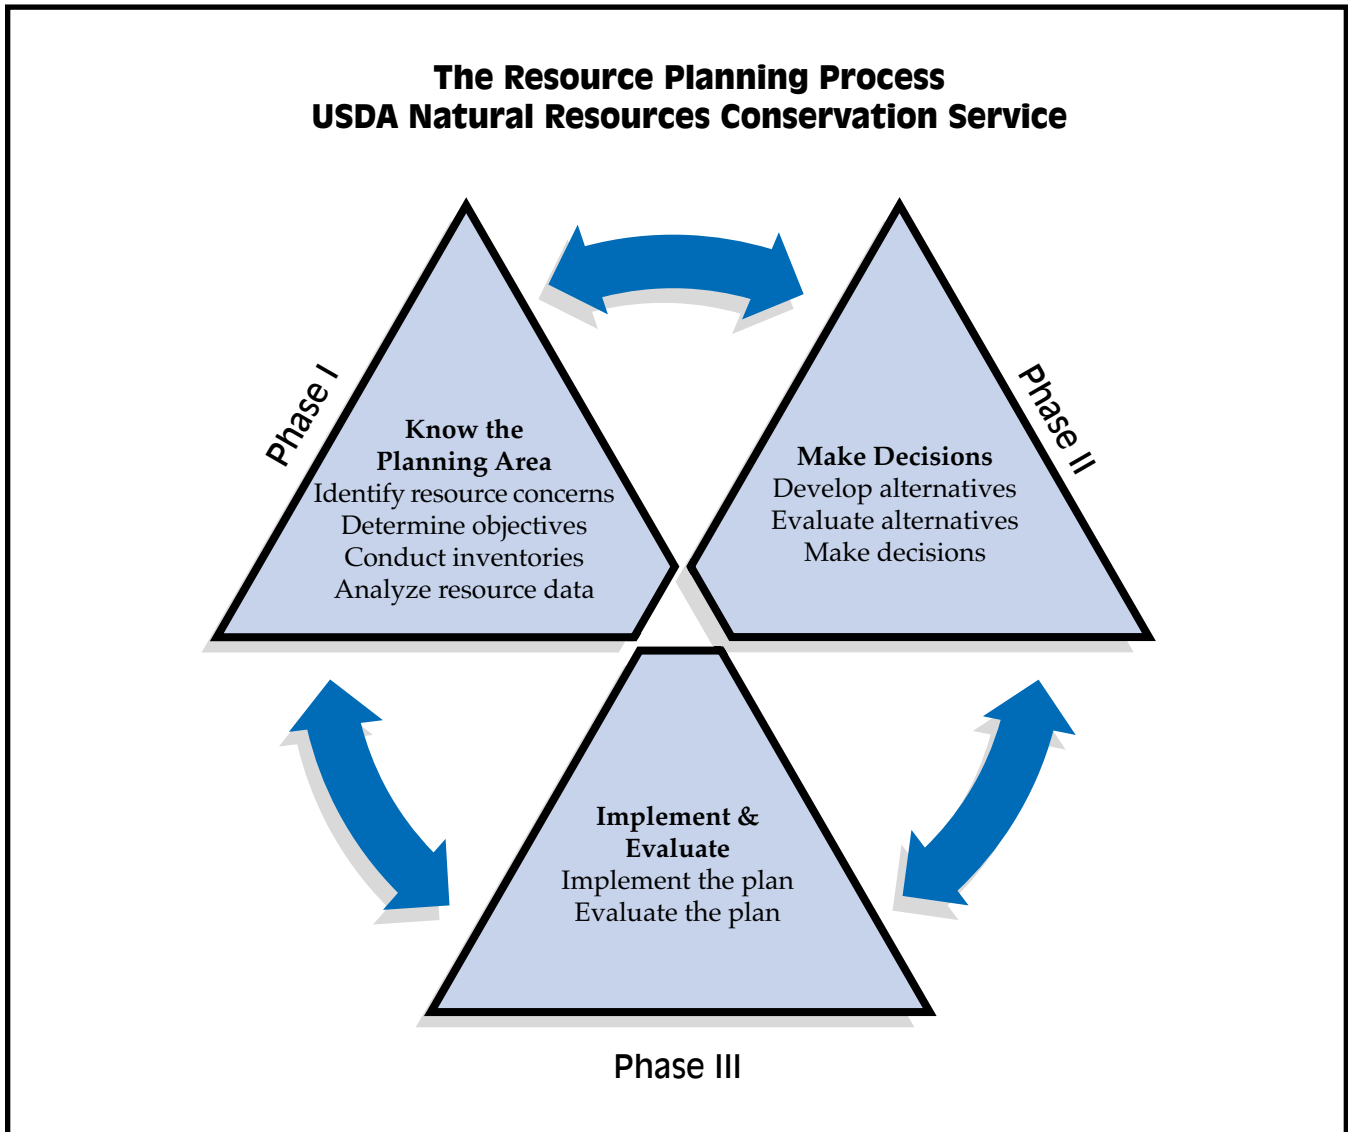 The Resource Planning Process
USDA Natural Resources Conservation Service
Phase I
Know the
Planning Area
Identify resource concerns
Determine objectives
Conduct inventories
Analyze resource data
Phase II
Make Decisions
Develop alternatives
Evaluate alternatives
Make decisions
Implement &
Evaluate
Implement the plan
Evaluate the plan
Phase III